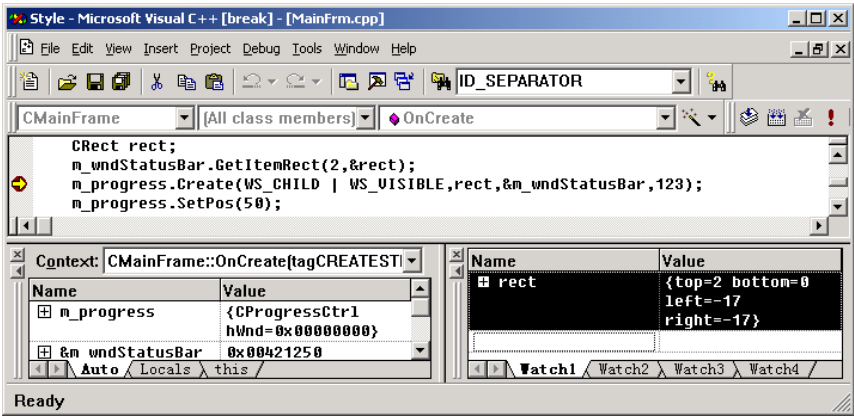 Style - Microsoft Visual C++ [break] - [MainFrm.cpp]
File Edit View Insert Project Debug Tools Window Help
ID_SEPARATOR
CMainFrame [All class members] OnCreate
CRect rect;
m_wndStatusBar.GetItemRect(2,&rect);
m_progress.Create(WS_CHILD | WS_VISIBLE,rect,&m_wndStatusBar,123);
m_progress.SetPos(50);
Context: CMainFrame::OnCreate(tagCREATESTI
Name Value
m_progress {CProgressCtrl
hWnd=0x00000000}
&m_wndStatusBar 0x00421250
Auto Locals this
Name Value
rect {top=2 bottom=0
left=-17
right=-17}
Watch1 Watch2 Watch3 Watch4
Ready